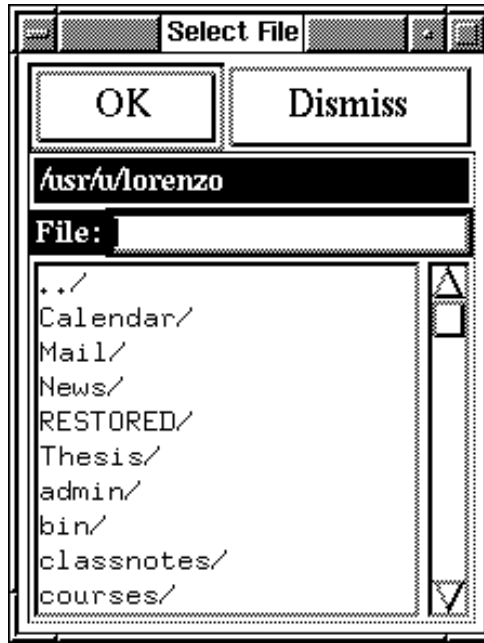 Select File
OK Dismiss
/usr/u/lorenzo
File:
../
Calendar/
Mail/
News/
RESTORED/
Thesis/
admin/
bin/
classnotes/
courses/